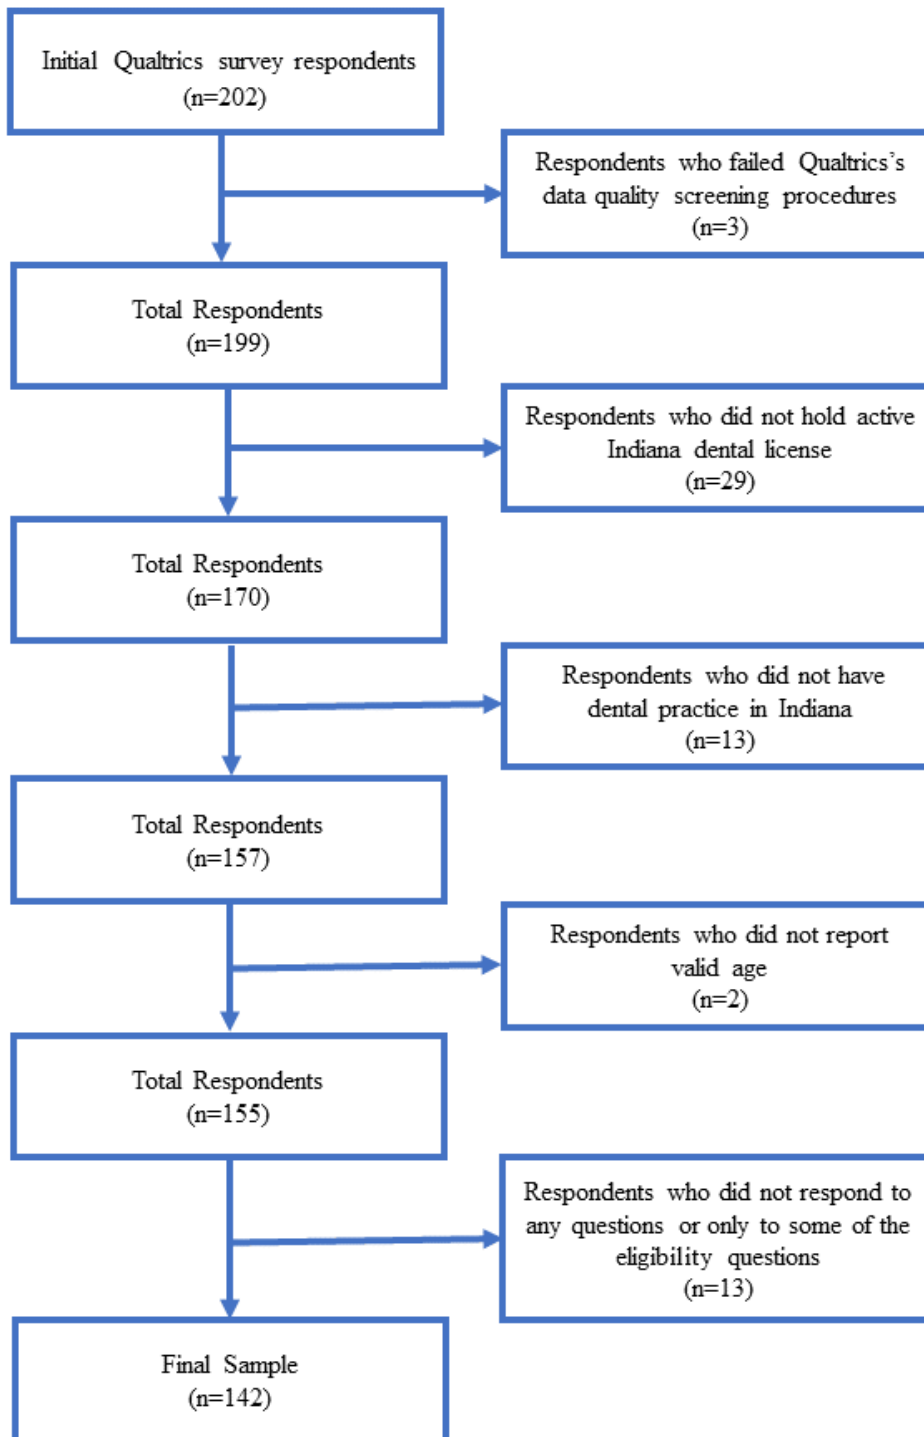 Initial Qualtrics survey respondents
(n=202)
Respondents who failed Qualtrics's
data quality screening procedures
(n=3)
Total Respondents
(n=199)
Respondents who did not hold active
Indiana dental license
(n=29)
Total Respondents
(n=170)
Respondents who did not have
dental practice in Indiana
(n=13)
Total Respondents
(n=157)
Respondents who did not report
valid age
(n=2)
Total Respondents
(n=155)
Respondents who did not respond to
any questions or only to some of the
eligibility questions
(n=13)
Final Sample
(n=142)